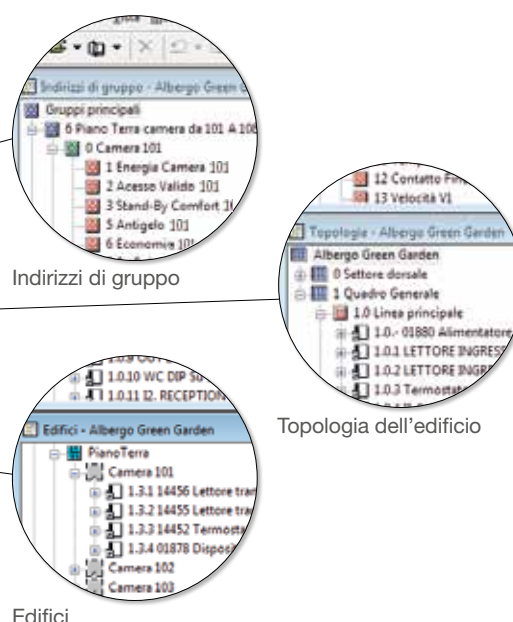 Indirizzi di gruppo - Albergo Green
Gruppi principali
6 Piano Terra camera da 101 A 108
0 Camera 101
1 Energia Camera 101
2 Acesso Valido 101
3 Stand-By Comfort
5 Antigelo 101
6 Economia 101
Indirizzi di gruppo
12 Contatto
13 Velocità V1
Topologia - Albergo Green Garden
Albergo Green Garden
0 Settore dorsale
1 Quadro Generale
1.0 Linea principale
1.0.- 01880 Alimentatore
1.0.1 LETTORE INGRES
1.0.2 LETTORE INGR
1.0.3 Termostato
Topologia dell'edificio
1.0.10 WC DIP
1.0.11 I2. RECEPTION
Edifici - Albergo Green Garden
PianoTerra
Camera 101
1.3.1 14456 Lettore tra
1.3.2 14455 Lettore tra
1.3.3 14452 Termosta
1.3.4 01878 Disposi
Camera 102
Camera 103
Edifici